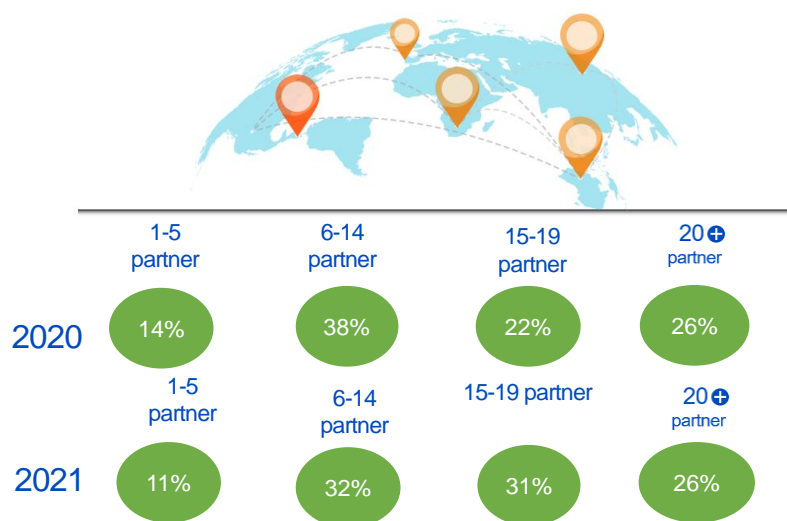 1-5
partner
6-14
partner
15-19
partner
20+
partner
2020
14%
38%
22%
26%
1-5
partner
6-14
partner
15-19 partner
20+
partner
2021
11%
32%
31%
26%